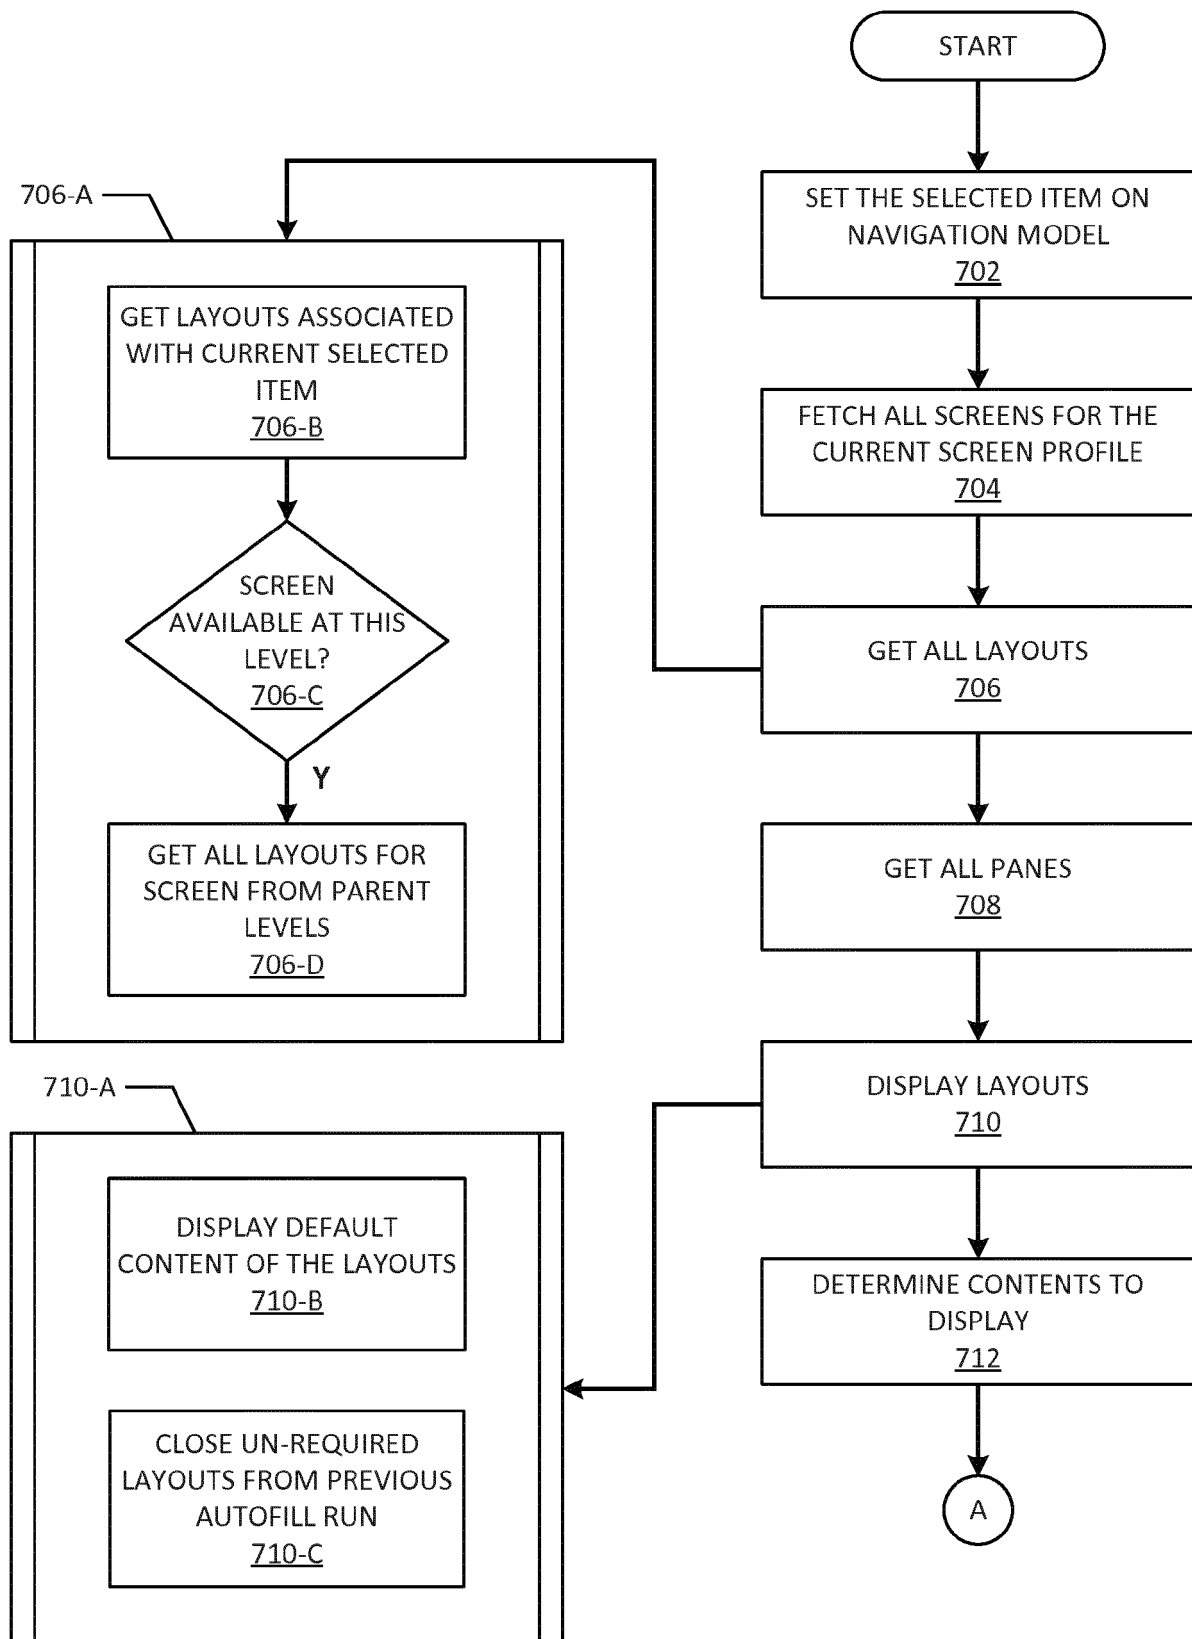 START
SET THE SELECTED ITEM ON
NAVIGATION MODEL
702
FETCH ALL SCREENS FOR THE
CURRENT SCREEN PROFILE
704
GET ALL LAYOUTS
706
GET ALL PANES
708
DISPLAY LAYOUTS
710
DETERMINE CONTENTS TO
DISPLAY
712
A
706-A
GET LAYOUTS ASSOCIATED
WITH CURRENT SELECTED
ITEM
706-B
SCREEN
AVAILABLE AT THIS
LEVEL?
706-C
Y
GET ALL LAYOUTS FOR
SCREEN FROM PARENT
LEVELS
706-D
710-A
DISPLAY DEFAULT
CONTENT OF THE LAYOUTS
710-B
CLOSE UN-REQUIRED
LAYOUTS FROM PREVIOUS
AUTOFILL RUN
710-C